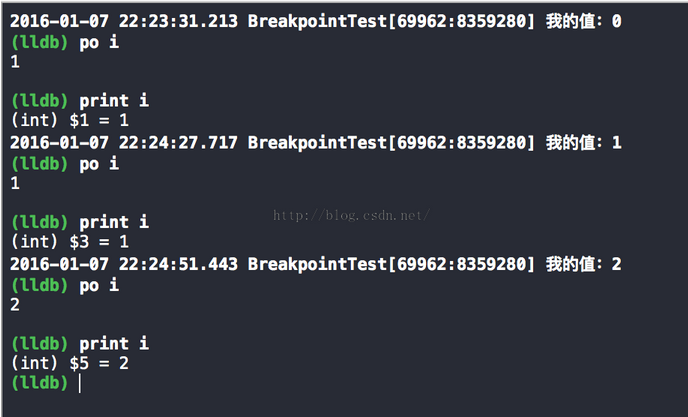 2016-01-07 22:23:31.213 BreakpointTest[69962:8359280] 我的值：0
(lldb) po i
1
(lldb) print i
(int) $1 = 1
2016-01-07 22:24:27.717 BreakpointTest[69962:8359280] 我的值：1
(lldb) po i
1
http://blog.csdn.net/
(lldb) print i
(int) $3 = 1
2016-01-07 22:24:51.443 BreakpointTest[69962:8359280] 我的值：2
(lldb) po i
2
(lldb) print i
(int) $5 = 2
(lldb)